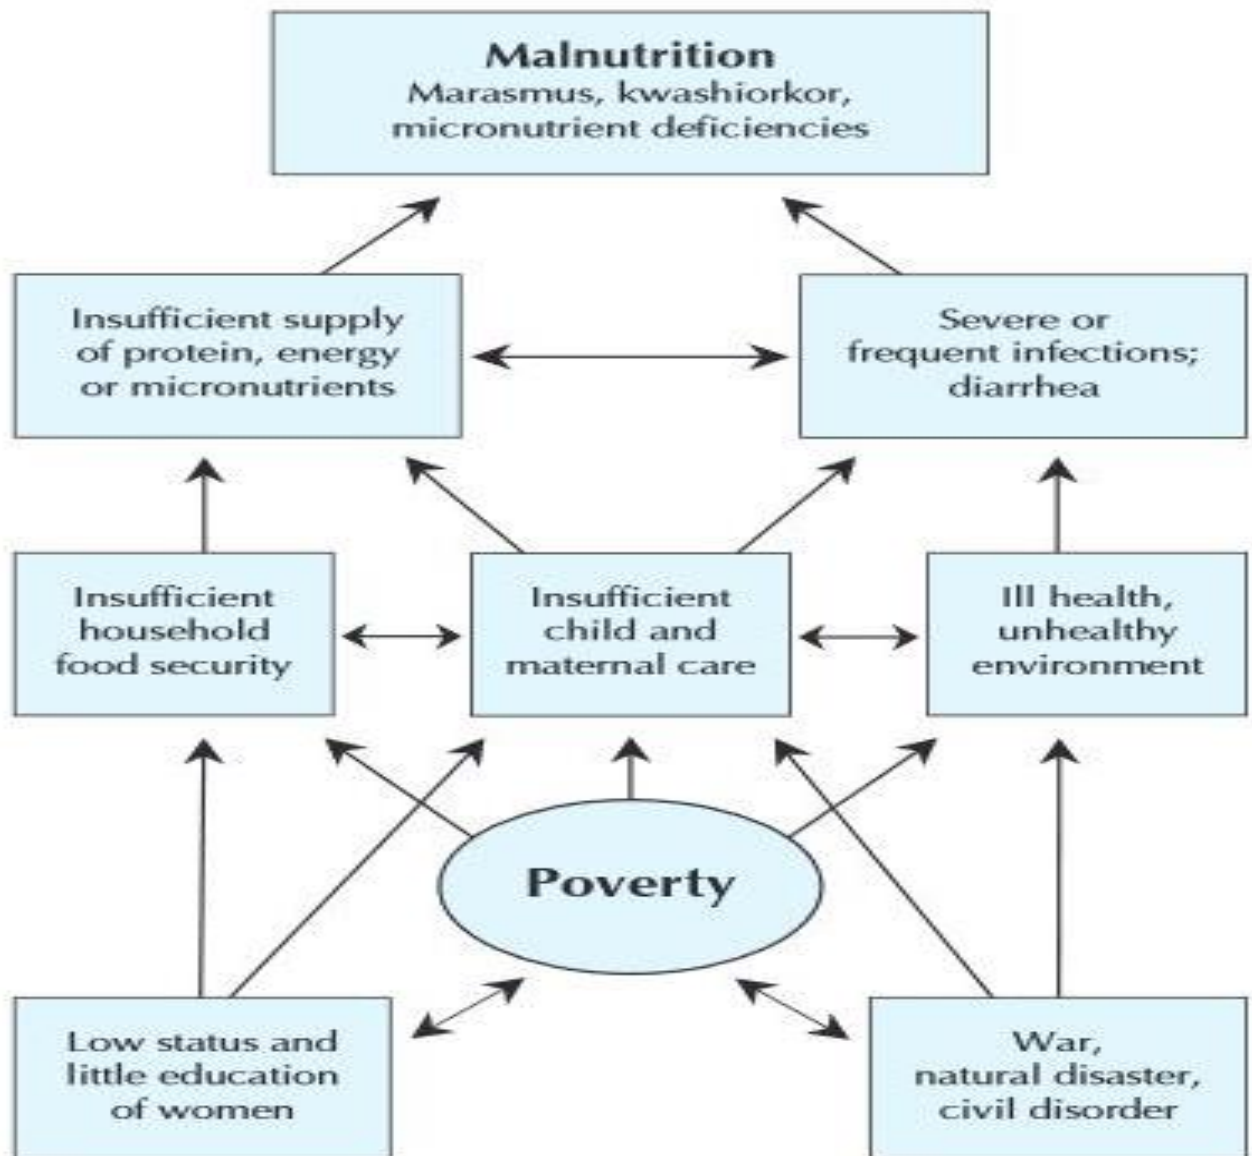 Malnutrition
Marasmus, kwashiorkor,
micronutrient deficiencies
Insufficient supply
of protein, energy
or micronutrients
Severe or
frequent infections;
diarrhea
Insufficient
household
food security
Insufficient
child and
maternal care
Ill health,
unhealthy
environment
Poverty
Low status and
little education
of women
War,
natural disaster,
civil disorder